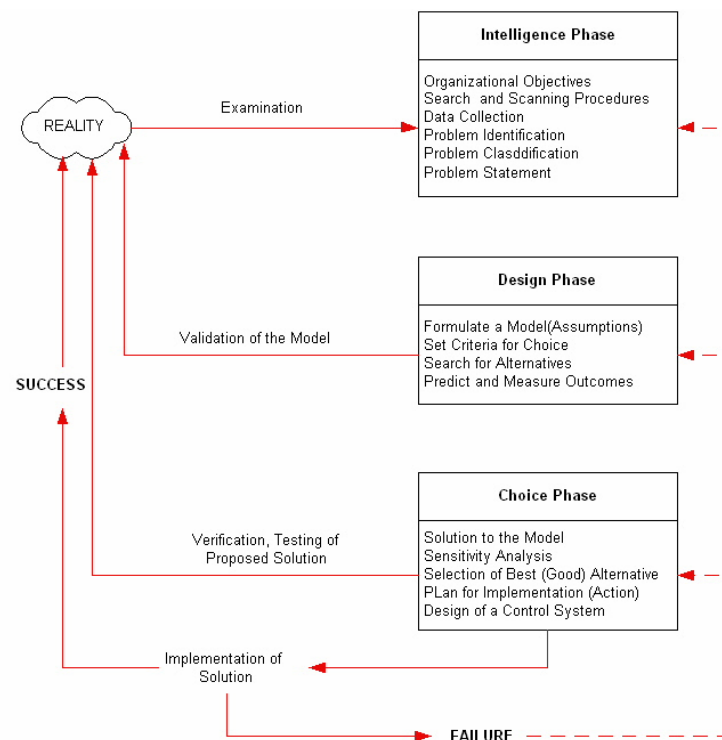 Intelligence Phase
Organizational Objectives
Search and Scanning Procedures
Data Collection
Problem Identification
Problem Clasddification
Problem Statement
Examination
REALITY
Design Phase
Formulate a Model(Assumptions)
Set Criteria for Choice
Search for Alternatives
Predict and Measure Outcomes
Validation of the Model
SUCCESS
Choice Phase
Solution to the Model
Sensitivity Analysis
Selection of Best (Good) Alternative
PLan for Implementation (Action)
Design of a Control System
Verification, Testing of
Proposed Solution
Implementation of
Solution
FAILURE